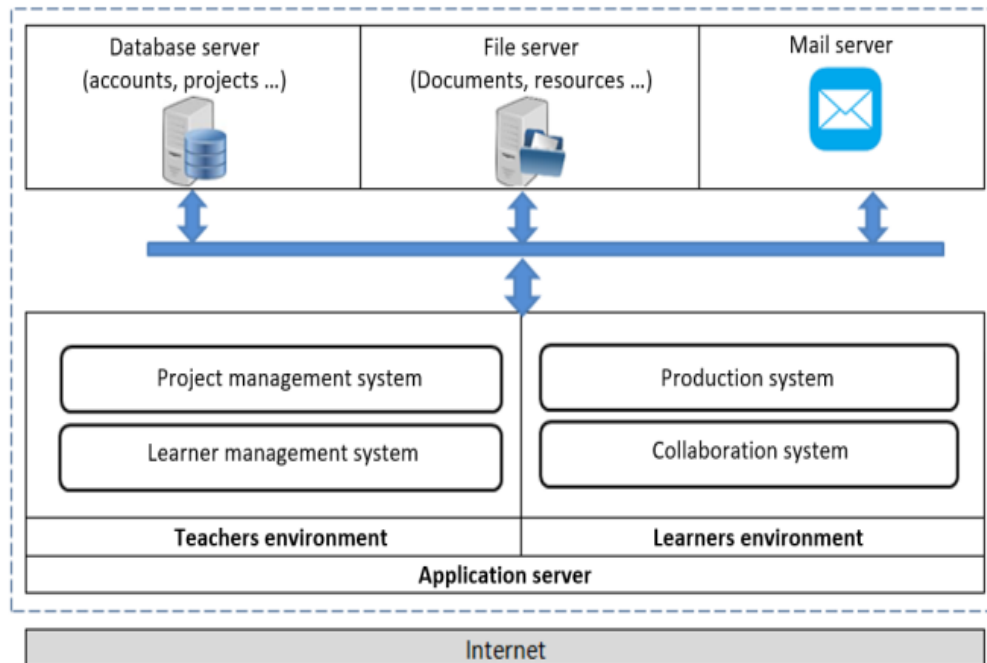 Database server
(accounts, projects ...)
File server
(Documents, resources ...)
Mail server
Project management system
Learner management system
Production system
Collaboration system
Teachers environment
Learners environment
Application server
Internet